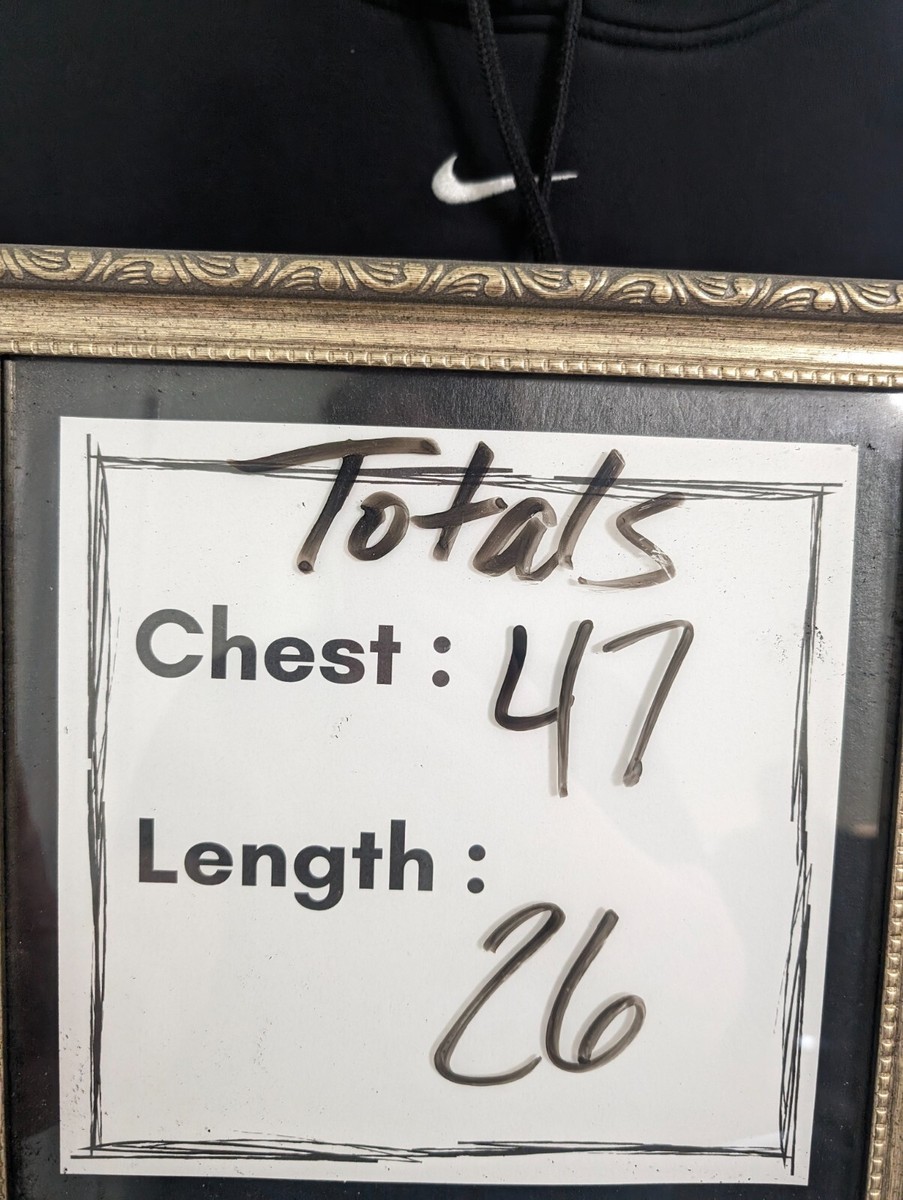 Totals
Chest : 47
Length :
26